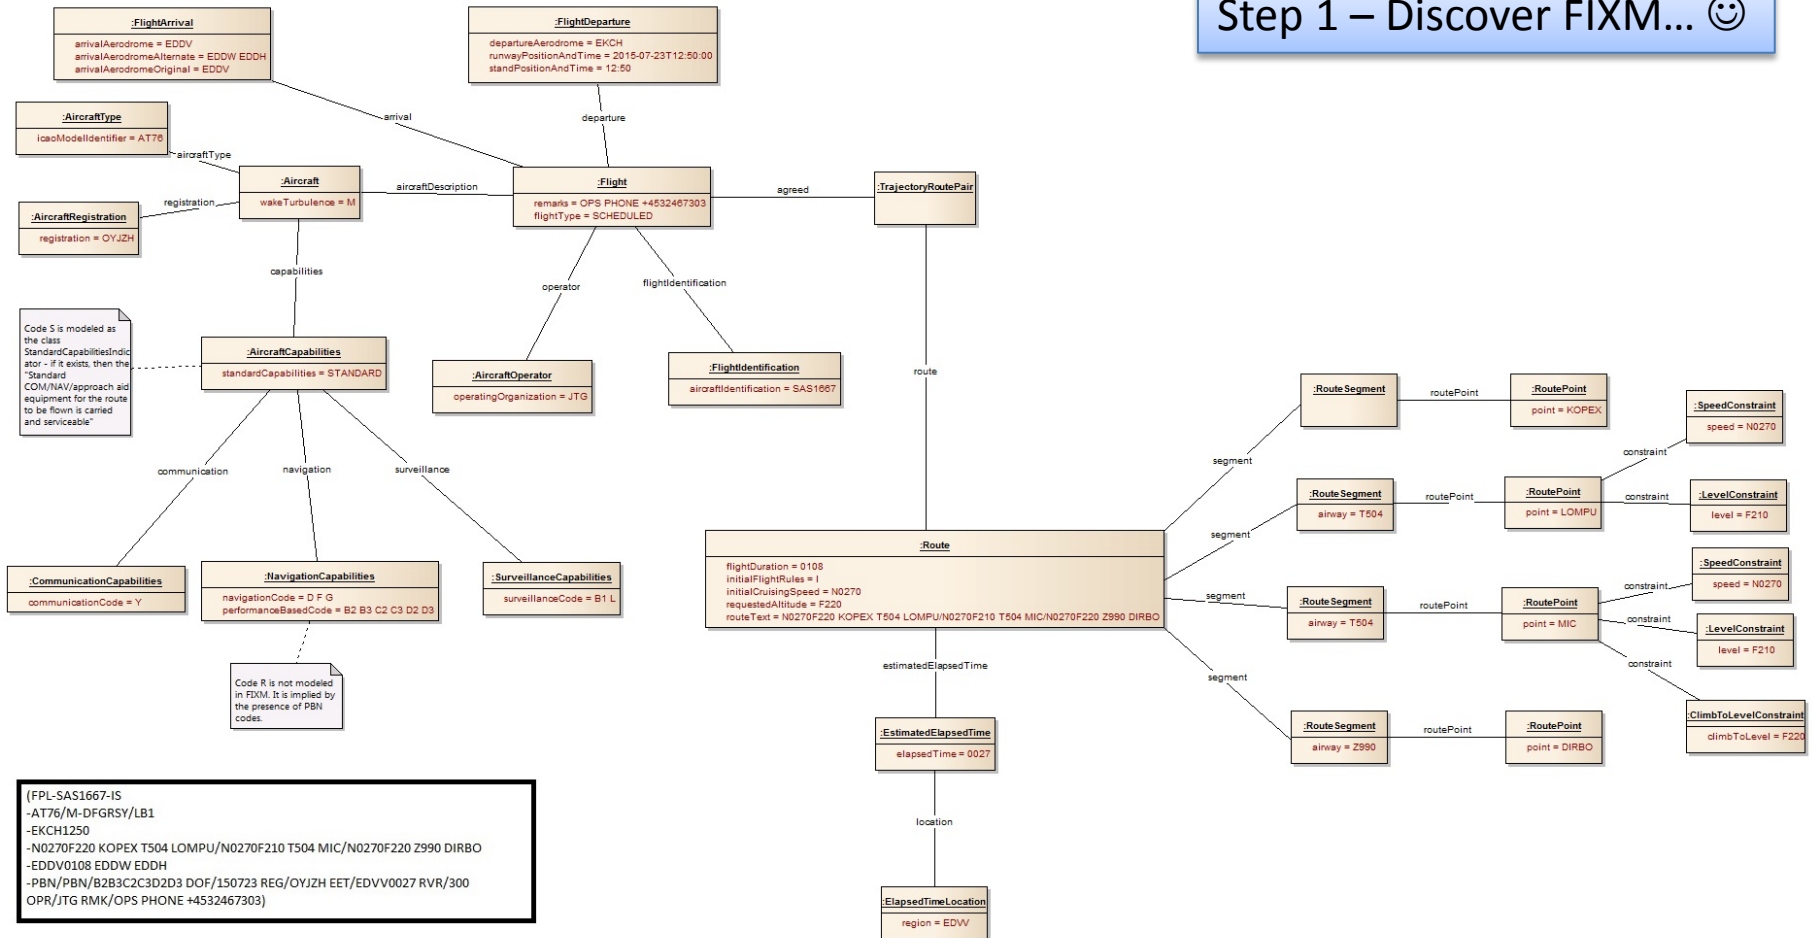 Step 1 – Discover FIXM... ☺
:FlightArrival
arrivalAerodrome = EDDV
arrivalAerodromeAlternate = EDDW EDDH
arrivalAerodromeOriginal = EDDV
:FlightDeparture
departureAerodrome = EKCH
runwayPositionAndTime = 2015-07-23T12:50:00
standPositionAndTime = 12:50
:AircraftType
icaoModelIdentifier = AT76
arrival
departure
aircraftType
:Aircraft
wakeTurbulence = M
aircraftDescription
:Flight
remarks = OPS PHONE +4532467303
flightType = SCHEDULED
agreed
:TrajectoryRoutePair
registration
:AircraftRegistration
registration = OYJZH
capabilities
operator
flightIdentification
Code S is modeled as
the class
StandardCapabilitiesIndic
ator - if it exists, then the
"Standard
COM/NAV/approach aid
equipment for the route
to be flown is carried
and serviceable"
:AircraftCapabilities
standardCapabilities = STANDARD
:AircraftOperator
operatingOrganization = JTG
:FlightIdentification
aircraftIdentification = SAS1667
route
communication
navigation
surveillance
:CommunicationCapabilities
communicationCode = Y
:NavigationCapabilities
navigationCode = D F G
performanceBasedCode = B2 B3 C2 C3 D2 D3
:SurveillanceCapabilities
surveillanceCode = B1 L
Code R is not modeled
in FIXM. It is implied by
the presence of PBN
codes.
:Route
flightDuration = 0108
initialFlightRules = I
initialCruisingSpeed = N0270
requestedAltitude = F220
routeText = N0270F220 KOPEX T504 LOMPU/N0270F210 T504 MIC/N0270F220 Z990 DIRBO
segment
:RouteSegment
routePoint
:RoutePoint
point = KOPEX
segment
:RouteSegment
airway = T504
routePoint
:RoutePoint
point = LOMPU
constraint
:SpeedConstraint
speed = N0270
constraint
:LevelConstraint
level = F210
segment
:RouteSegment
airway = T504
routePoint
:RoutePoint
point = MIC
constraint
:SpeedConstraint
speed = N0270
constraint
:LevelConstraint
level = F210
constraint
:ClimbToLevelConstraint
climbToLevel = F220
segment
:RouteSegment
airway = Z990
routePoint
:RoutePoint
point = DIRBO
estimatedElapsedTime
:EstimatedElapsedTime
elapsedTime = 0027
location
:ElapsedTimeLocation
region = EDVV
(FPL-SAS1667-IS
-AT76/M-DFGRSY/LB1
-EKCH1250
-N0270F220 KOPEX T504 LOMPU/N0270F210 T504 MIC/N0270F220 Z990 DIRBO
-EDDV0108 EDDW EDDH
-PBN/PBN/B2B3C2C3D2D3 DOF/150723 REG/OYJZH EET/EDVV0027 RVR/300
OPR/JTG RMK/OPS PHONE +4532467303)